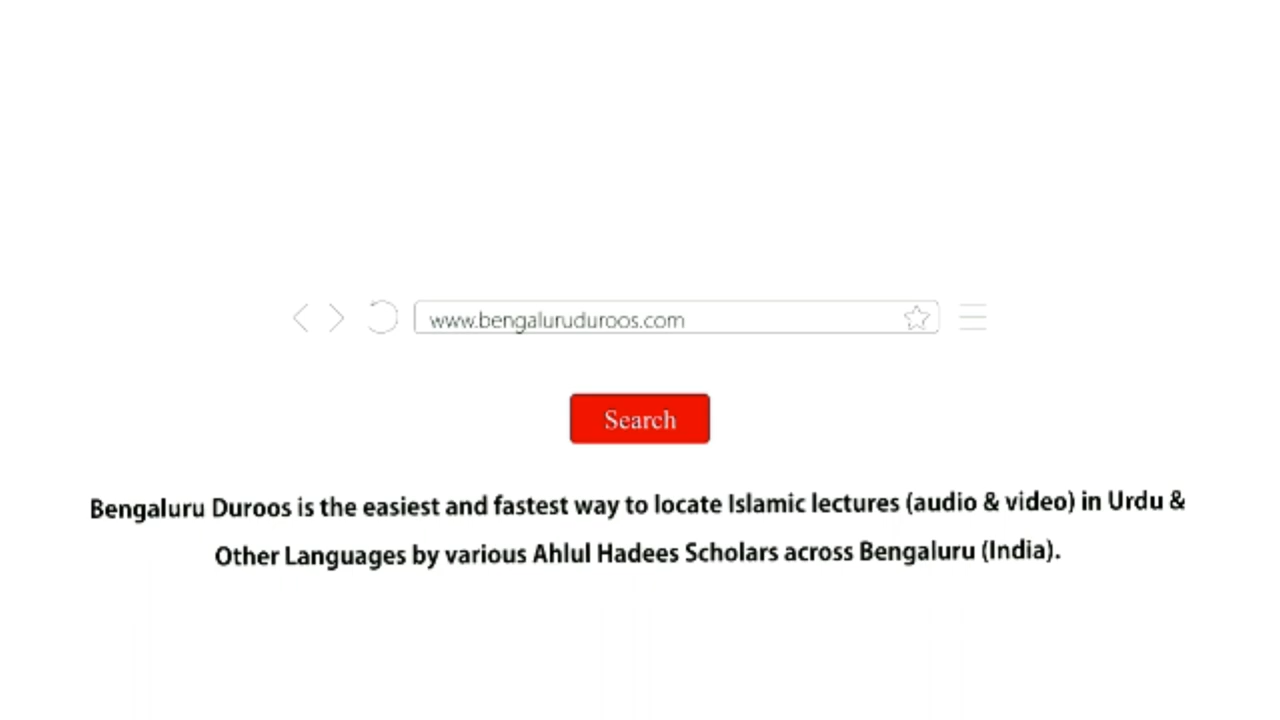 www.bengaluruduroos.com
Search
Bengaluru Duroos is the easiest and fastest way to locate Islamic lectures (audio & video) in Urdu &
Other Languages by various Ahlul Hadees Scholars across Bengaluru (India).